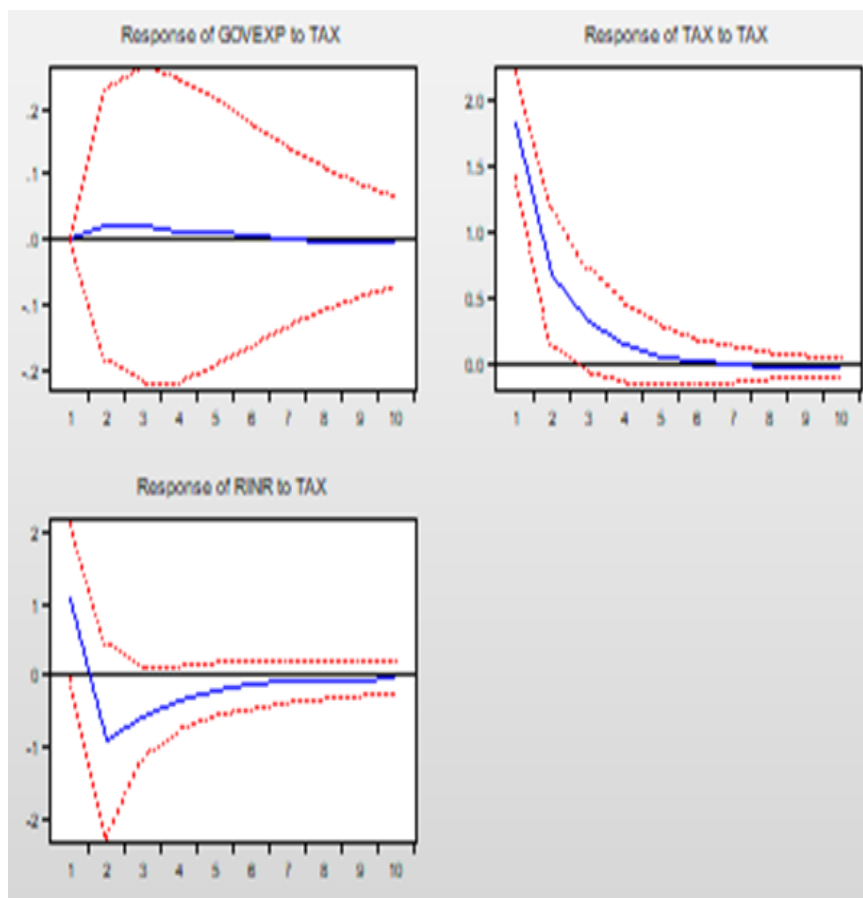 Response of GOVEXP to TAX
.2
.1
.0
-.1
-.2
1 2 3 4 5 6 7 8 9 10
Response of TAX to TAX
2.0
1.5
1.0
0.5
0.0
1 2 3 4 5 6 7 8 9 10
Response of RINR to TAX
2
1
0
-1
-2
1 2 3 4 5 6 7 8 9 10